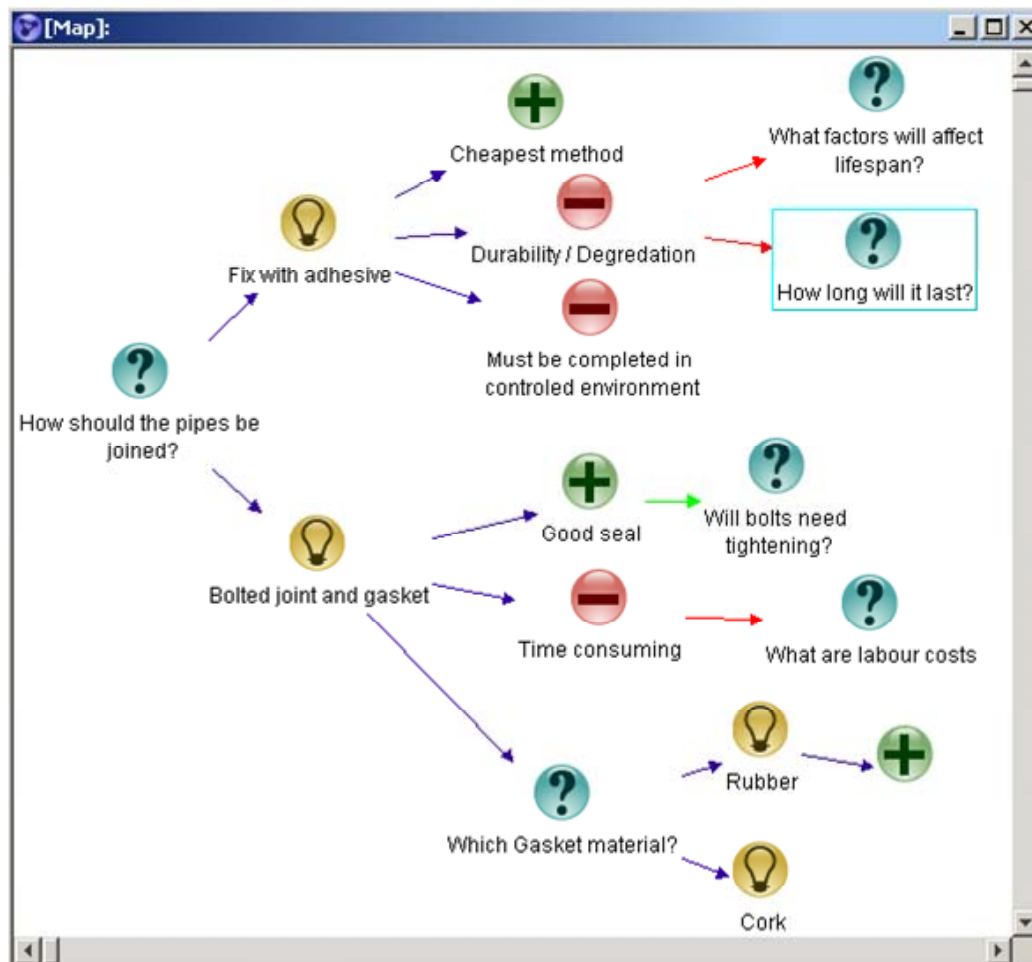 [Map]:
Cheapest method
What factors will affect
lifespan?
Fix with adhesive
Durability / Degredation
How long will it last?
Must be completed in
controled environment
How should the pipes be
joined?
Good seal
Will bolts need
tightening?
Bolted joint and gasket
Time consuming
What are labour costs
Rubber
Which Gasket material?
Cork